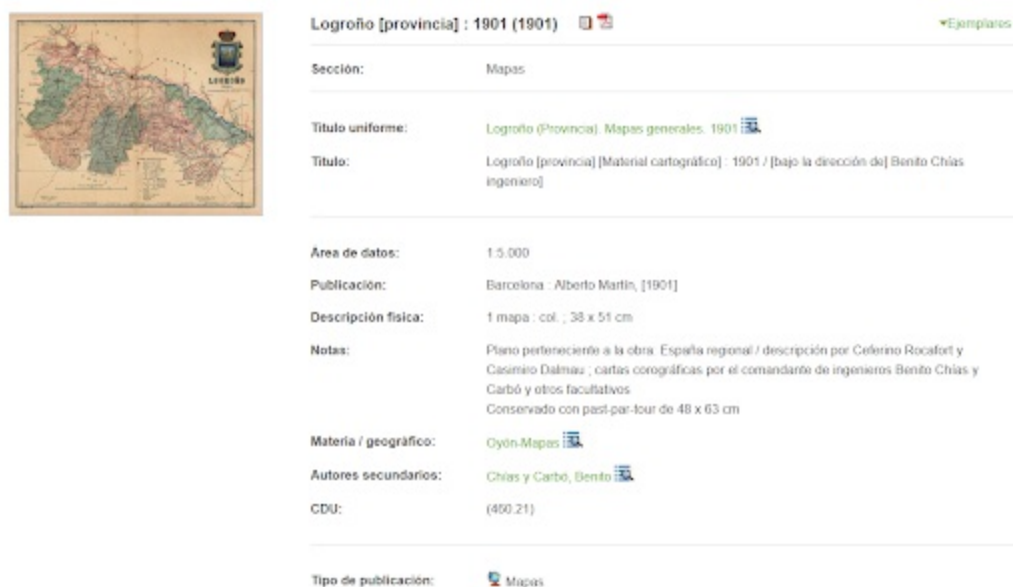 Logroño [provincia] : 1901 (1901)
Ejemplares
Sección: Mapas
Título uniforme: Logroño (Provincia). Mapas generales. 1901
Título: Logroño [provincia] [Material cartográfico] : 1901 / [bajo la dirección de] Benito Chías
ingeniero]
Área de datos: 1:5.000
Publicación: Barcelona : Alberto Martín, [1901]
Descripción física: 1 mapa : col. ; 38 x 51 cm
Notas: Plano perteneciente a la obra: España regional / descripción por Ceferino Rocafort y
Casimiro Dalmau ; cartas corográficas por el comandante de ingenieros Benito Chías y
Carbó y otros facultativos
Conservado con past-par-tour de 48 x 63 cm
Materia / geográfico: Oyón-Mapas
Autores secundarios: Chías y Carbó, Benito
CDU: (460.21)
Tipo de publicación: Mapas
LOGROÑO